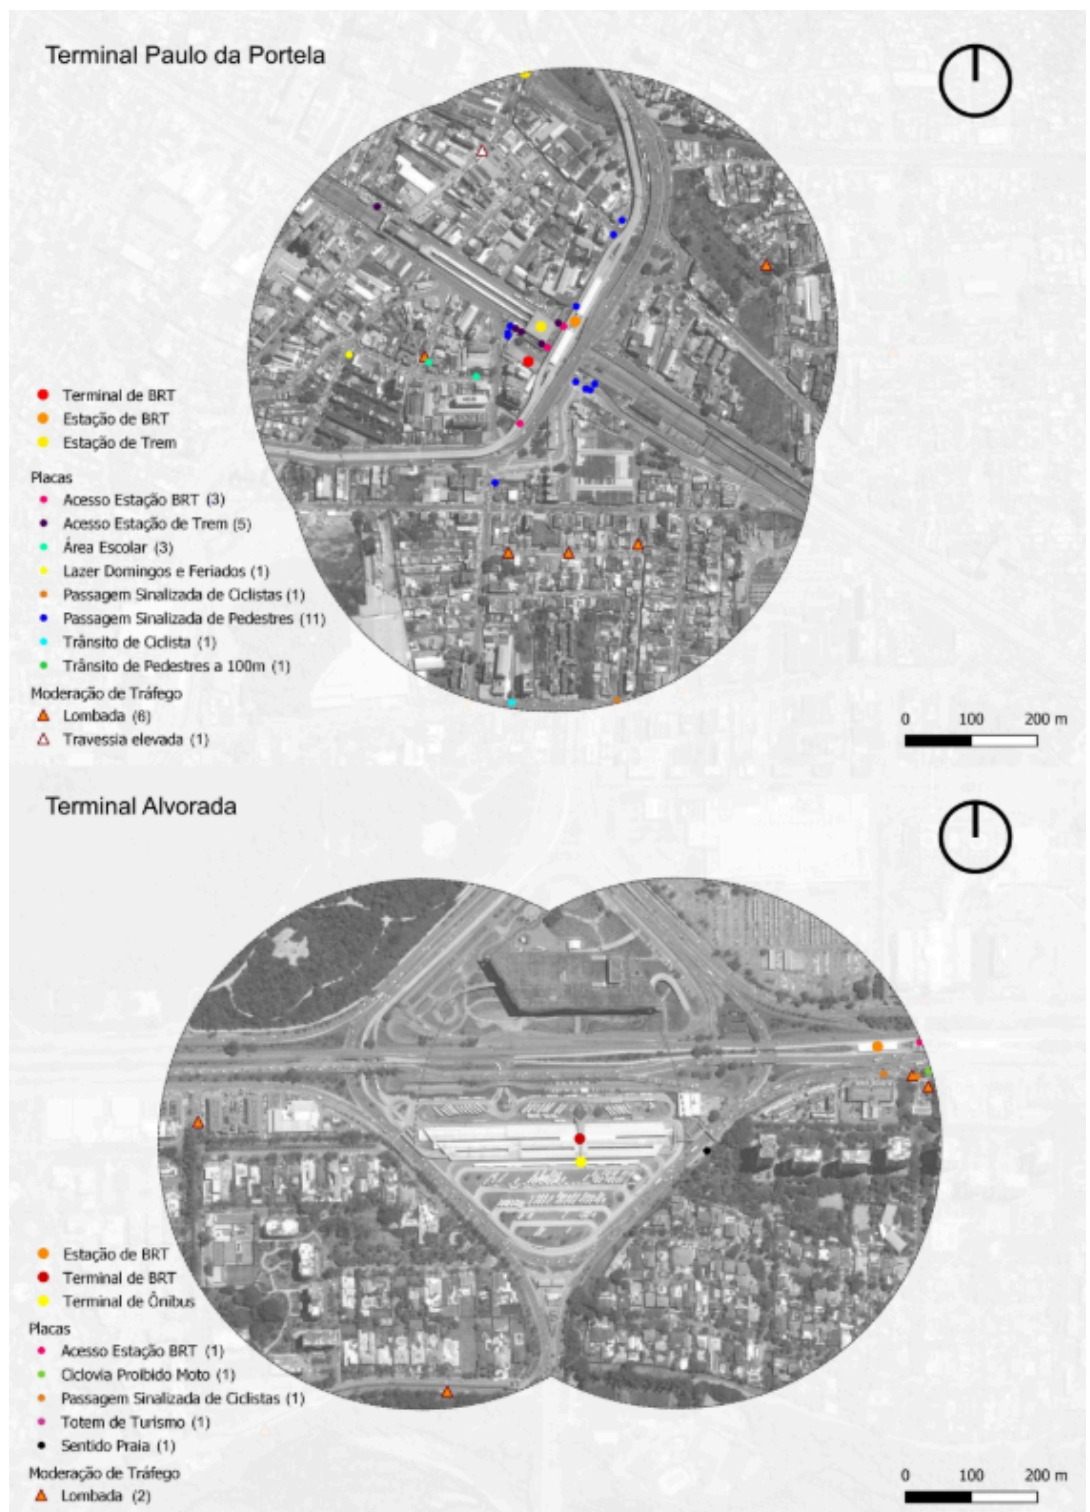 Terminal Paulo da Portela
Terminal de BRT
Estação de BRT
Estação de Trem
Placas
Acesso Estação BRT (3)
Acesso Estação de Trem (5)
Área Escolar (3)
Lazer Domingos e Feriados (1)
Passagem Sinalizada de Ciclistas (1)
Passagem Sinalizada de Pedestres (11)
Trânsito de Ciclista (1)
Trânsito de Pedestres a 100m (1)
Moderação de Tráfego
Lombada (6)
Travessia elevada (1)
0 100 200 m
Terminal Alvorada
Estação de BRT
Terminal de BRT
Terminal de Ônibus
Placas
Acesso Estação BRT (1)
Ciclovia Proibido Moto (1)
Passagem Sinalizada de Ciclistas (1)
Totem de Turismo (1)
Sentido Praia (1)
Moderação de Tráfego
Lombada (2)
0 100 200 m